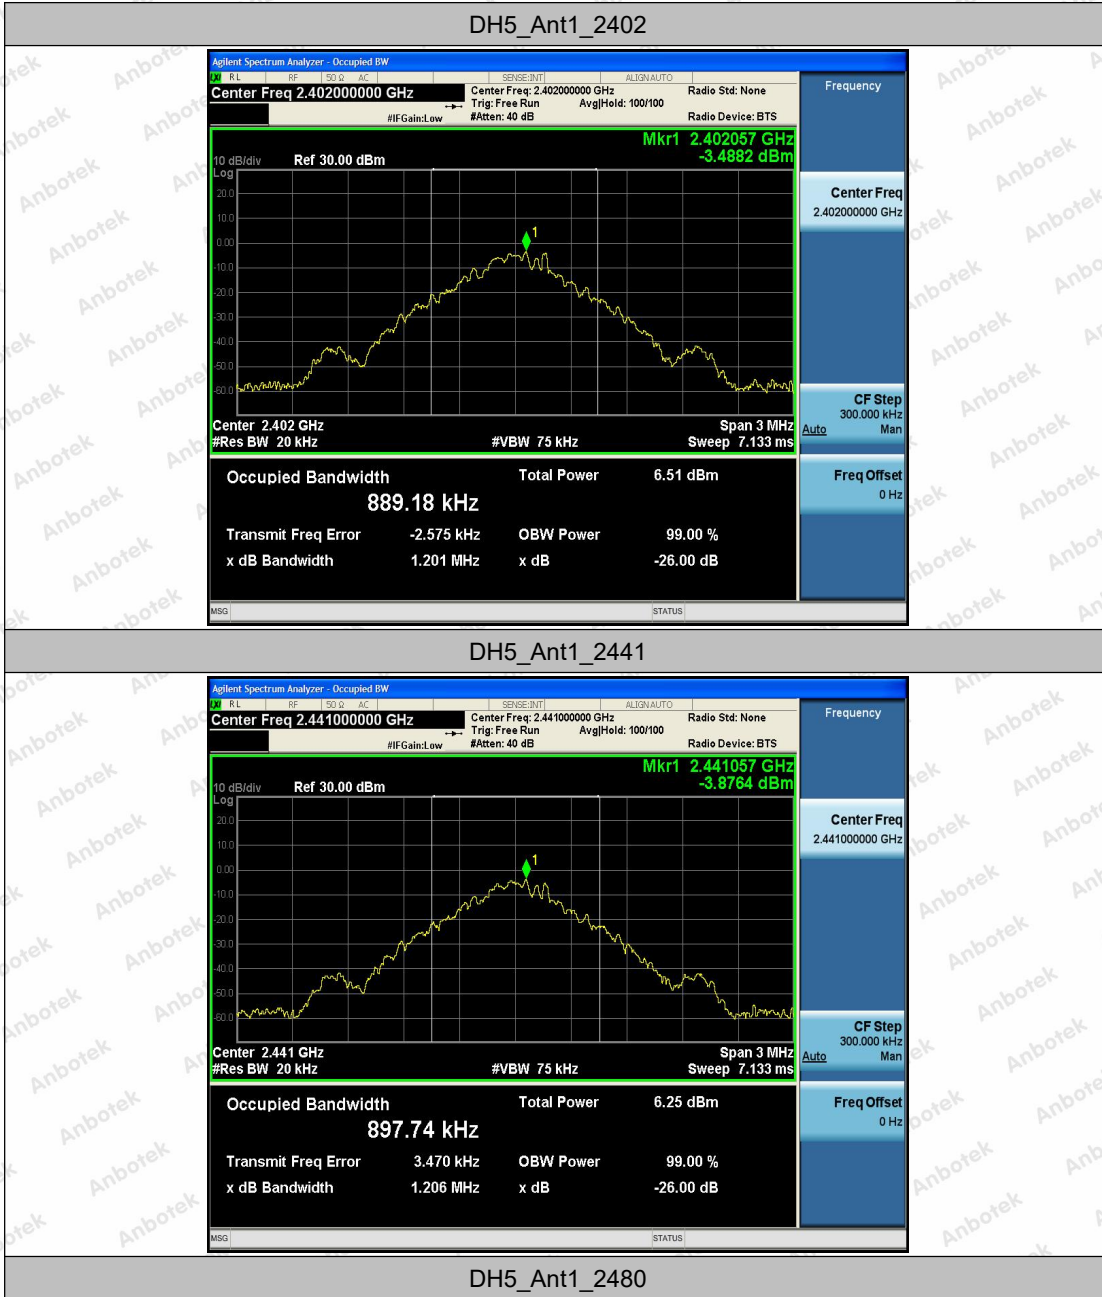 DH5_Ant1_2402
Agilent Spectrum Analyzer - Occupied BW
LXI RL RF 50 Ω AC SENSE:INT ALIGNAUTO
Center Freq 2.402000000 GHz
Center Freq: 2.402000000 GHz
Radio Std: None
Trig: Free Run Avg|Hold: 100/100
#IFGain:Low #Atten: 40 dB Radio Device: BTS
Frequency
Mkr1 2.402057 GHz
-3.4882 dBm
10 dB/div Ref 30.00 dBm
Log
20.0
10.0
0.00
-10.0
-20.0
-30.0
-40.0
-50.0
-60.0
1
Center Freq
2.402000000 GHz
Center 2.402 GHz Span 3 MHz
#Res BW 20 kHz #VBW 75 kHz Sweep 7.133 ms
CF Step
300.000 kHz
Auto Man
Freq Offset
0 Hz
Occupied Bandwidth Total Power 6.51 dBm
889.18 kHz
Transmit Freq Error -2.575 kHz OBW Power 99.00 %
x dB Bandwidth 1.201 MHz x dB -26.00 dB
MSG STATUS
DH5_Ant1_2441
Agilent Spectrum Analyzer - Occupied BW
LXI RL RF 50 Ω AC SENSE:INT ALIGNAUTO
Center Freq 2.441000000 GHz
Center Freq: 2.441000000 GHz
Radio Std: None
Trig: Free Run Avg|Hold: 100/100
#IFGain:Low #Atten: 40 dB Radio Device: BTS
Frequency
Mkr1 2.441057 GHz
-3.8764 dBm
10 dB/div Ref 30.00 dBm
Log
20.0
10.0
0.00
-10.0
-20.0
-30.0
-40.0
-50.0
-60.0
1
Center Freq
2.441000000 GHz
Center 2.441 GHz Span 3 MHz
#Res BW 20 kHz #VBW 75 kHz Sweep 7.133 ms
CF Step
300.000 kHz
Auto Man
Freq Offset
0 Hz
Occupied Bandwidth Total Power 6.25 dBm
897.74 kHz
Transmit Freq Error 3.470 kHz OBW Power 99.00 %
x dB Bandwidth 1.206 MHz x dB -26.00 dB
MSG STATUS
DH5_Ant1_2480
Anbotek